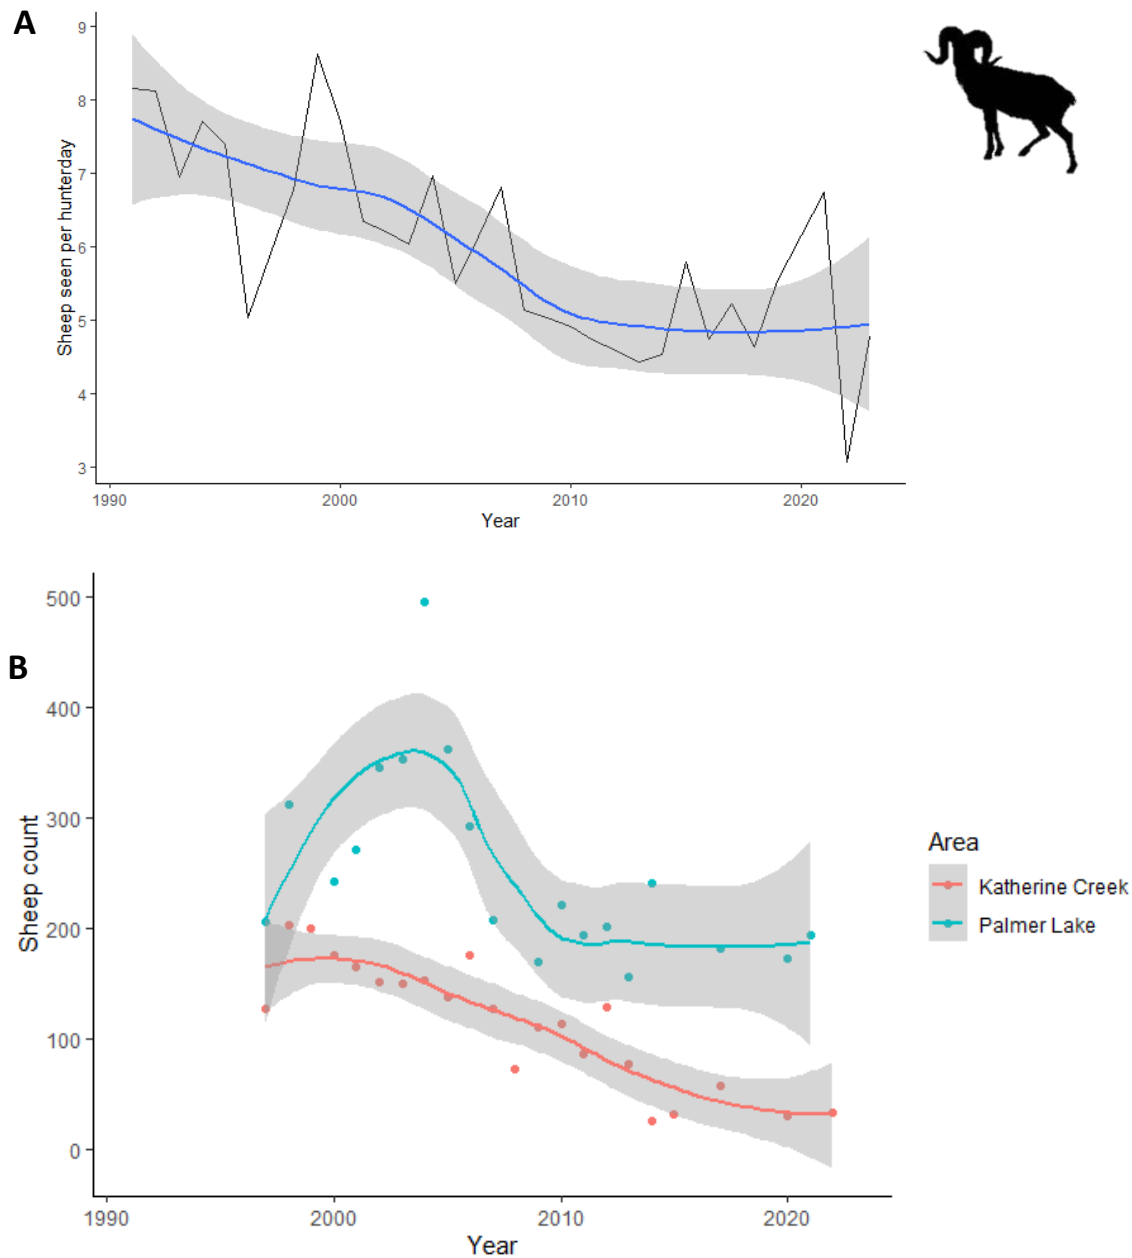 A
9
8
7
6
5
4
3
Sheep seen per hunterday
1990 2000 2010 2020
Year
B
500
400
300
200
100
0
Sheep count
1990 2000 2010 2020
Year
Area
Katherine Creek
Palmer Lake